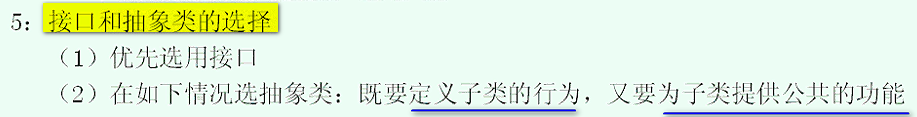 5：接口和抽象类的选择
（1）优先选用接口
（2）在如下情况选抽象类：既要定义子类的行为，又要为子类提供公共的功能